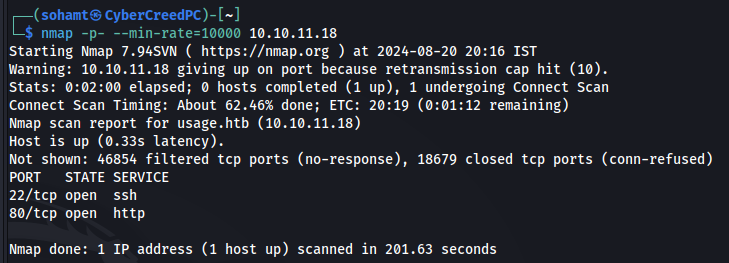 ┌──(sohamt㉿CyberCreedPC)-[~]
└─$ nmap -p- --min-rate=10000 10.10.11.18
Starting Nmap 7.94SVN ( https://nmap.org ) at 2024-08-20 20:16 IST
Warning: 10.10.11.18 giving up on port because retransmission cap hit (10).
Stats: 0:02:00 elapsed; 0 hosts completed (1 up), 1 undergoing Connect Scan
Connect Scan Timing: About 62.46% done; ETC: 20:19 (0:01:12 remaining)
Nmap scan report for usage.htb (10.10.11.18)
Host is up (0.33s latency).
Not shown: 46854 filtered tcp ports (no-response), 18679 closed tcp ports (conn-refused)
PORT   STATE SERVICE
22/tcp open  ssh
80/tcp open  http
Nmap done: 1 IP address (1 host up) scanned in 201.63 seconds